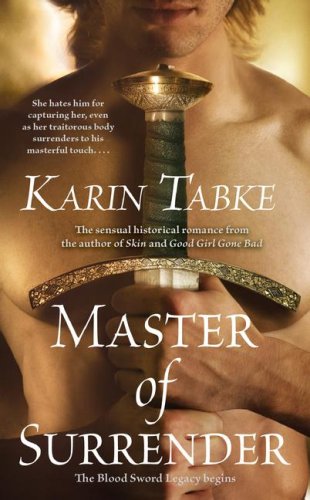 She hates him for
capturing her, even
as her traitorous body
surrenders to his
masterful touch. . . .
KARIN TABKE
The sensual historical romance from
the author of Skin and Good Girl Gone Bad
MASTER
of
SURRENDER
The Blood Sword Legacy begins